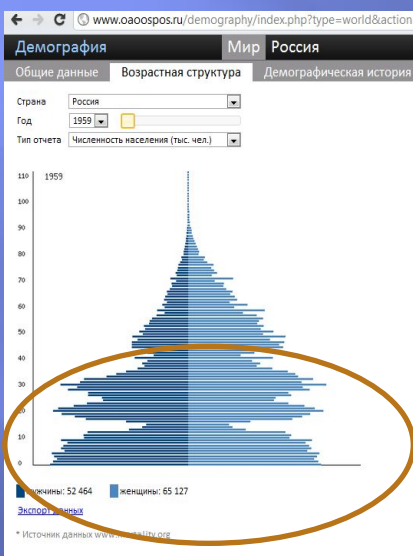 www.oaoospos.ru/demography/index.php?type=world&action
Демография Мир Россия
Общие данные Возрастная структура Демографическая история
Страна Россия
Год 1959
Тип отчета Численность населения (тыс. чел.)
110 1959
100
90
80
70
60
50
40
30
20
10
0
мужчины: 52 464 женщины: 65 127
Экспорт данных
* Источник данных www.mortality.org